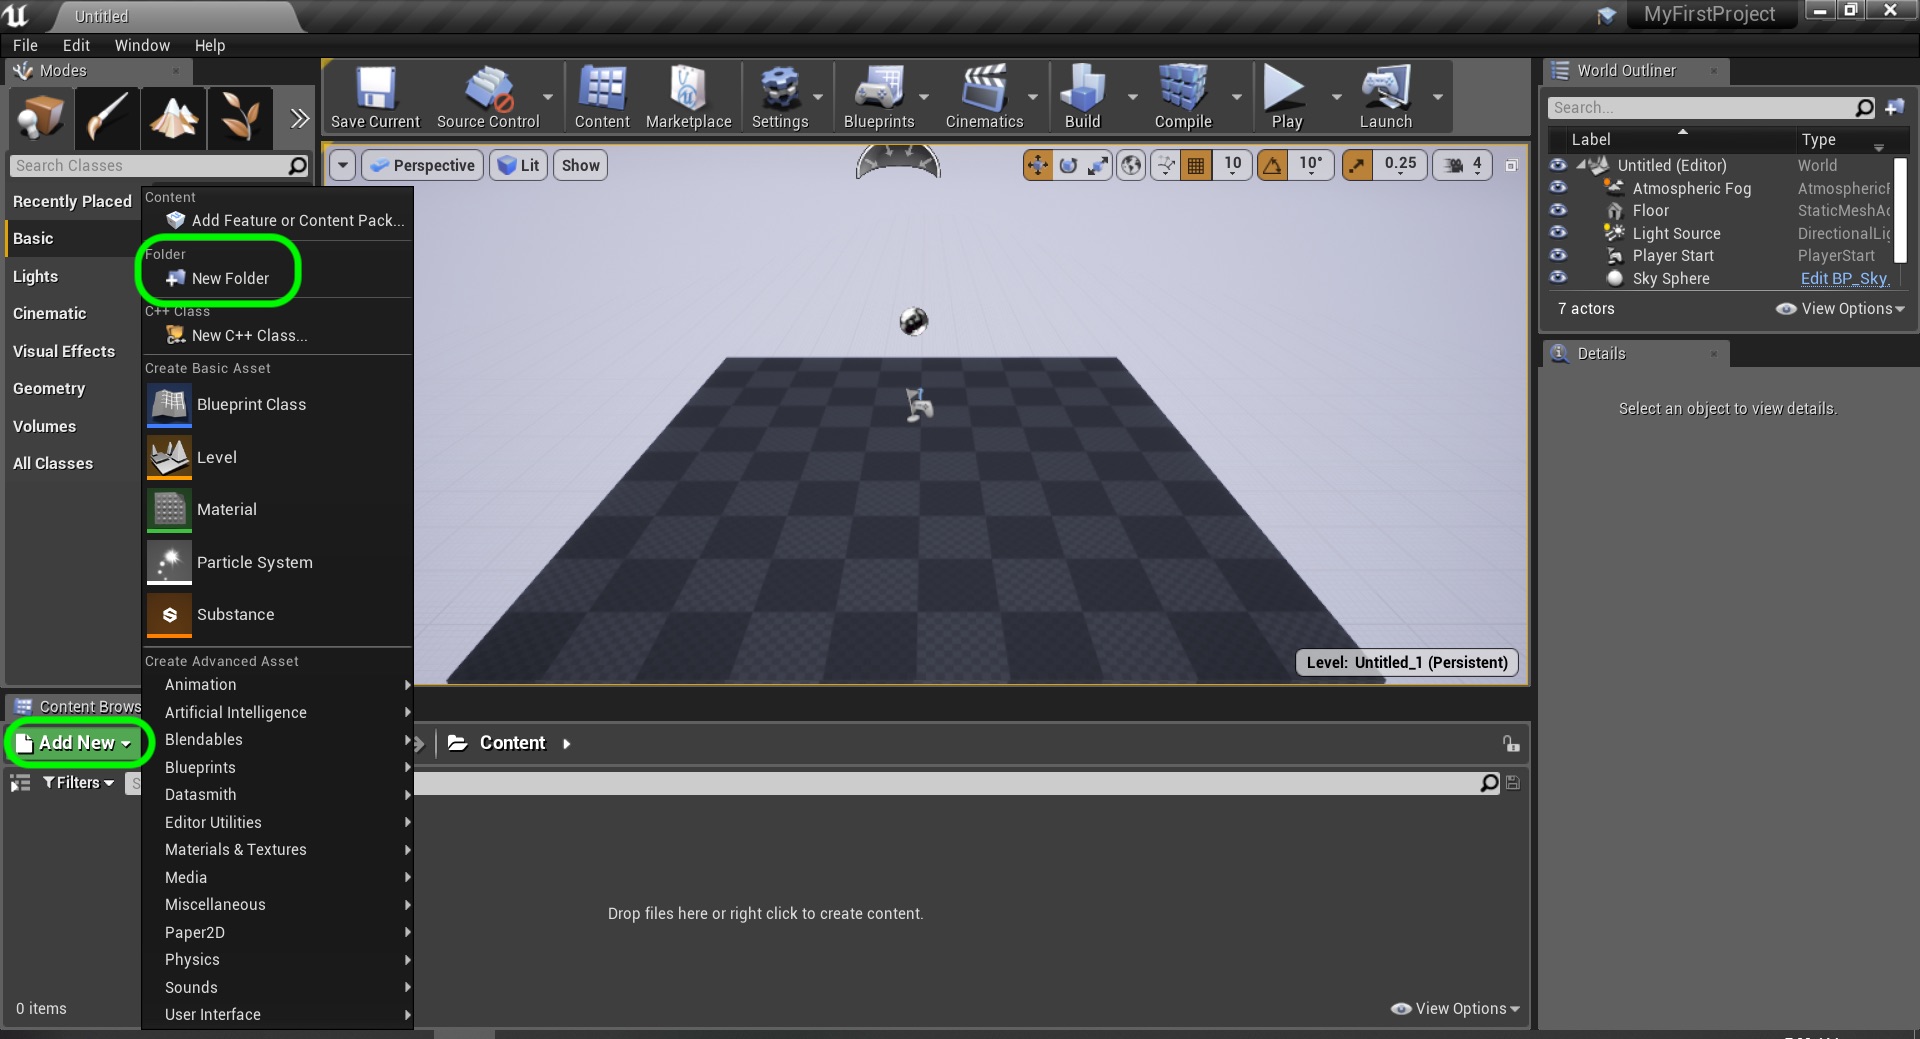 Untitled
MyFirstProject
File Edit Window Help
Modes
Save Current Source Control Content Marketplace Settings Blueprints Cinematics Build Compile Play Launch
World Outliner
Search...
Label Type
Search Classes
Perspective Lit Show
10 10° 0.25 4
Untitled (Editor) World
Atmospheric Fog
Floor
Light Source
Player Start PlayerStart
Sky Sphere Edit BP_Sky
7 actors View Options
Details
Select an object to view details.
Recently Placed
Basic
Lights
Cinematic
Visual Effects
Geometry
Volumes
All Classes
Content
Add Feature or Content Pack...
Folder
New Folder
C++ Class
New C++ Class...
Create Basic Asset
Blueprint Class
Level
Material
Particle System
Substance
Create Advanced Asset
Animation
Artificial Intelligence
Blendables
Blueprints
Datasmith
Editor Utilities
Materials & Textures
Media
Miscellaneous
Paper2D
Physics
Sounds
User Interface
Level: Untitled_1 (Persistent)
Content Brows
Add New
Content
Filters
Drop files here or right click to create content.
0 items
View Options